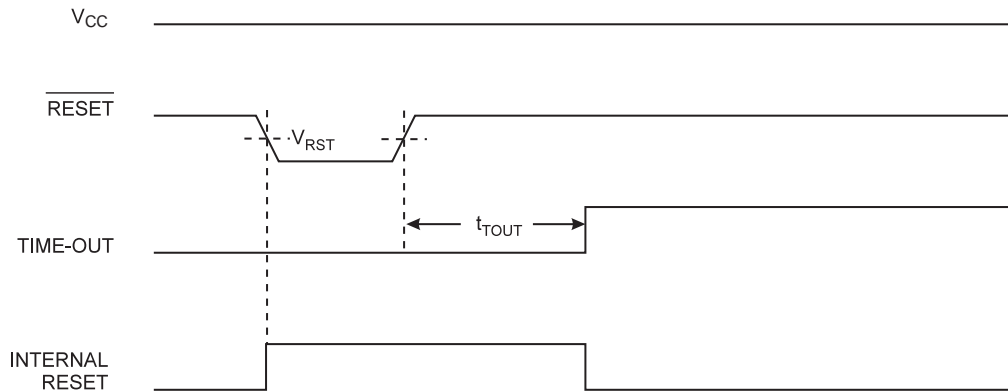 VCC
RESET
VRST
tTOUT
TIME-OUT
INTERNAL
RESET